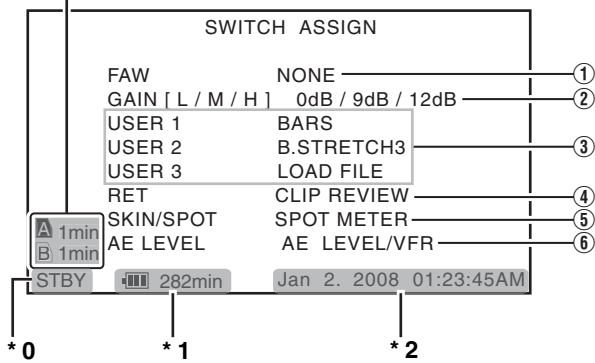 SWITCH ASSIGN
FAW NONE ①
GAIN [ L / M / H ] 0dB / 9dB / 12dB ②
USER 1 BARS
USER 2 B.STRETCH3 ③
USER 3 LOAD FILE
RET CLIP REVIEW ④
SKIN/SPOT SPOT METER ⑤
A 1min
AE LEVEL AE LEVEL/VFR ⑥
B 1min
STBY 282min Jan 2. 2008 01:23:45AM
* 0 * 1 * 2